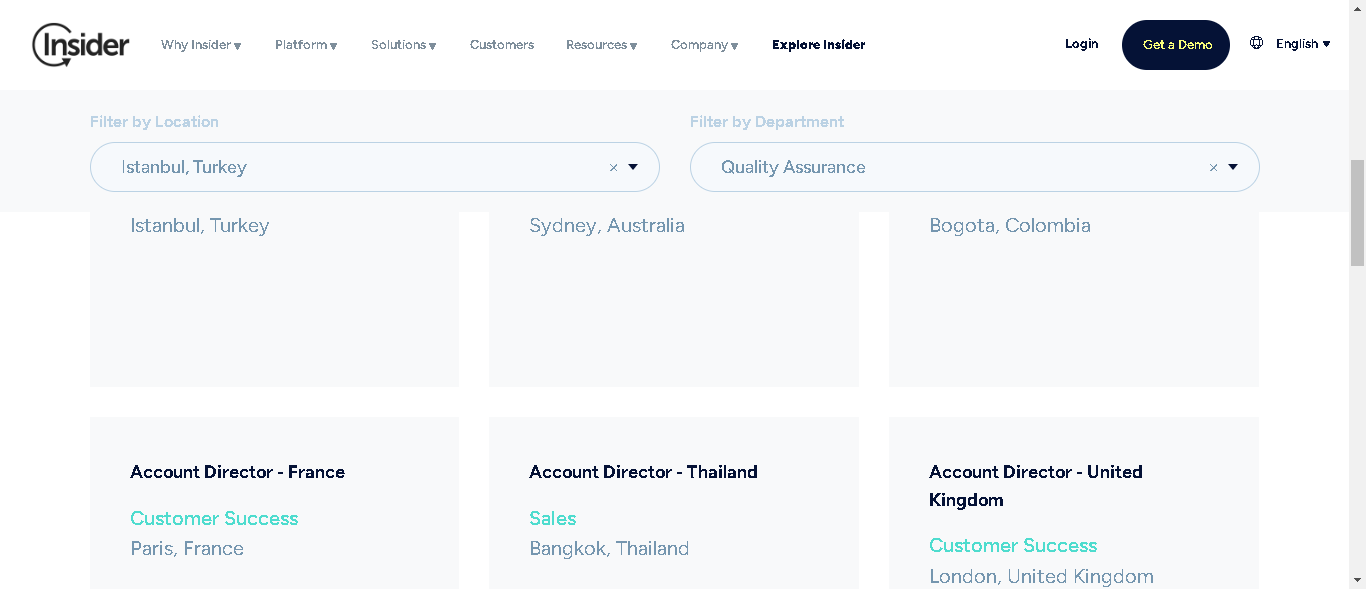 Insider
Why Insider ▼
Platform ▼
Solutions ▼
Customers
Resources ▼
Company ▼
Explore Insider
Login
Get a Demo
English ▼
Filter by Location
Filter by Department
Istanbul, Turkey ×
Quality Assurance ×
Istanbul, Turkey
Sydney, Australia
Bogota, Colombia
Account Director - France
Customer Success
Paris, France
Account Director - Thailand
Sales
Bangkok, Thailand
Account Director - United
Kingdom
Customer Success
London, United Kingdom